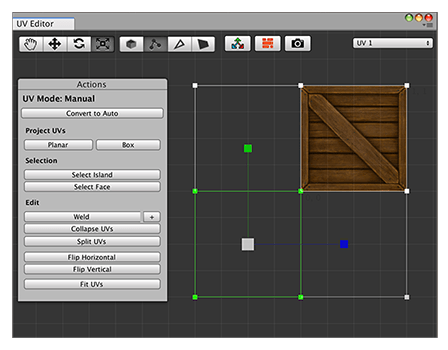 UV Editor
UV 1
Actions
UV Mode: Manual
Convert to Auto
Project UVs
Planar Box
Selection
Select Island
Select Face
Edit
Weld +
Collapse UVs
Split UVs
Flip Horizontal
Flip Vertical
Fit UVs